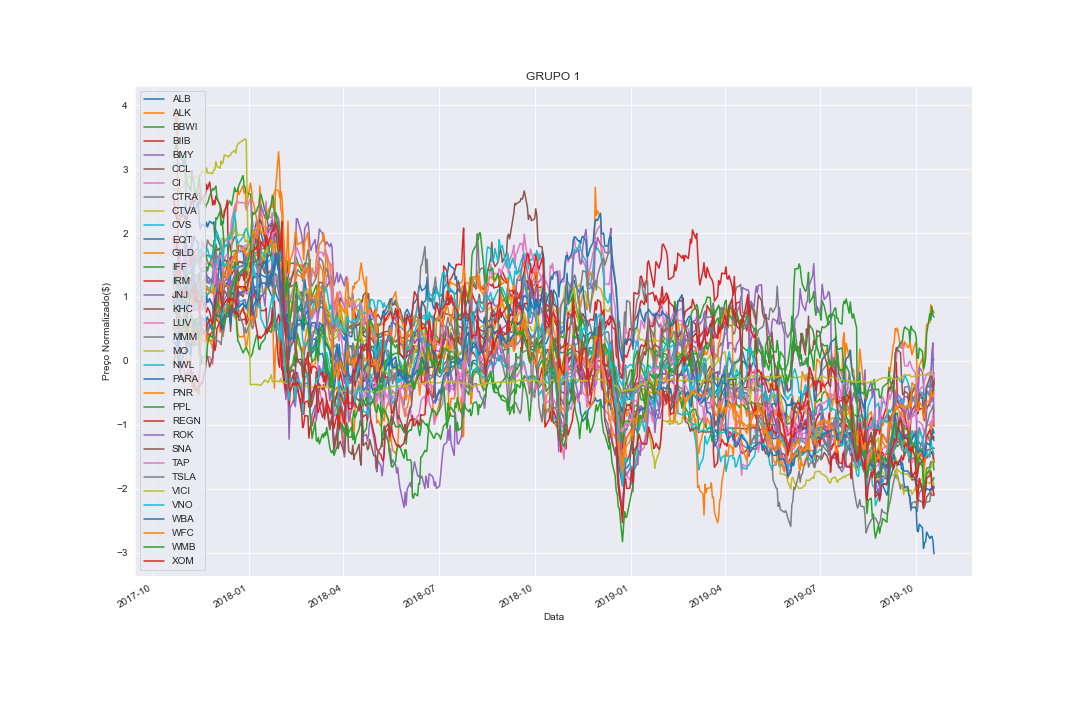 GRUPO 1
4
3
2
1
0
−1
−2
−3
Preço Normalizado($)
ALB
ALK
BBWI
BIIB
BMY
CCL
CI
CTRA
CTVA
CVS
EQT
GILD
IFF
IRM
JNJ
KHC
LUV
MMM
MO
NWL
PARA
PNR
PPL
REGN
ROK
SNA
TAP
TSLA
VICI
VNO
WBA
WFC
WMB
XOM
2017-10
2018-01
2018-04
2018-07
2018-10
2019-01
2019-04
2019-07
2019-10
Data